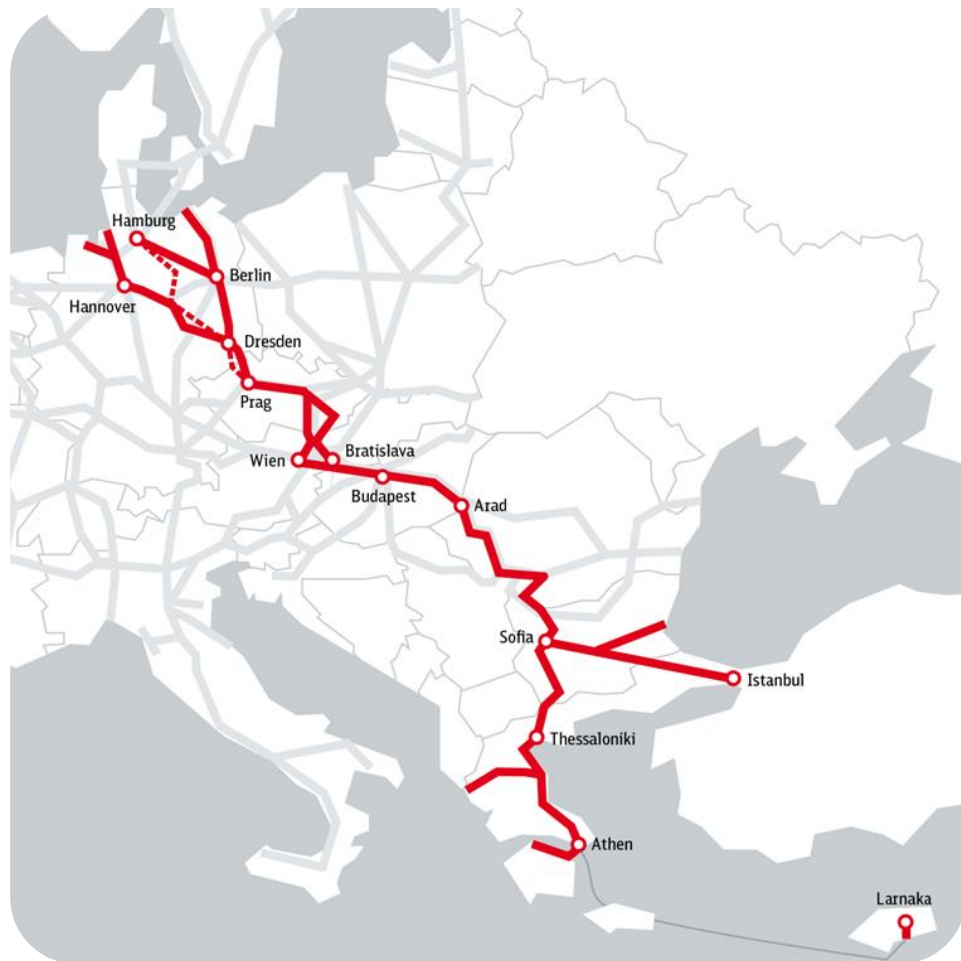 Hamburg
Berlin
Hannover
Dresden
Prag
Bratislava
Wien
Budapest
Arad
Sofia
Istanbul
Thessaloniki
Athen
Larnaka